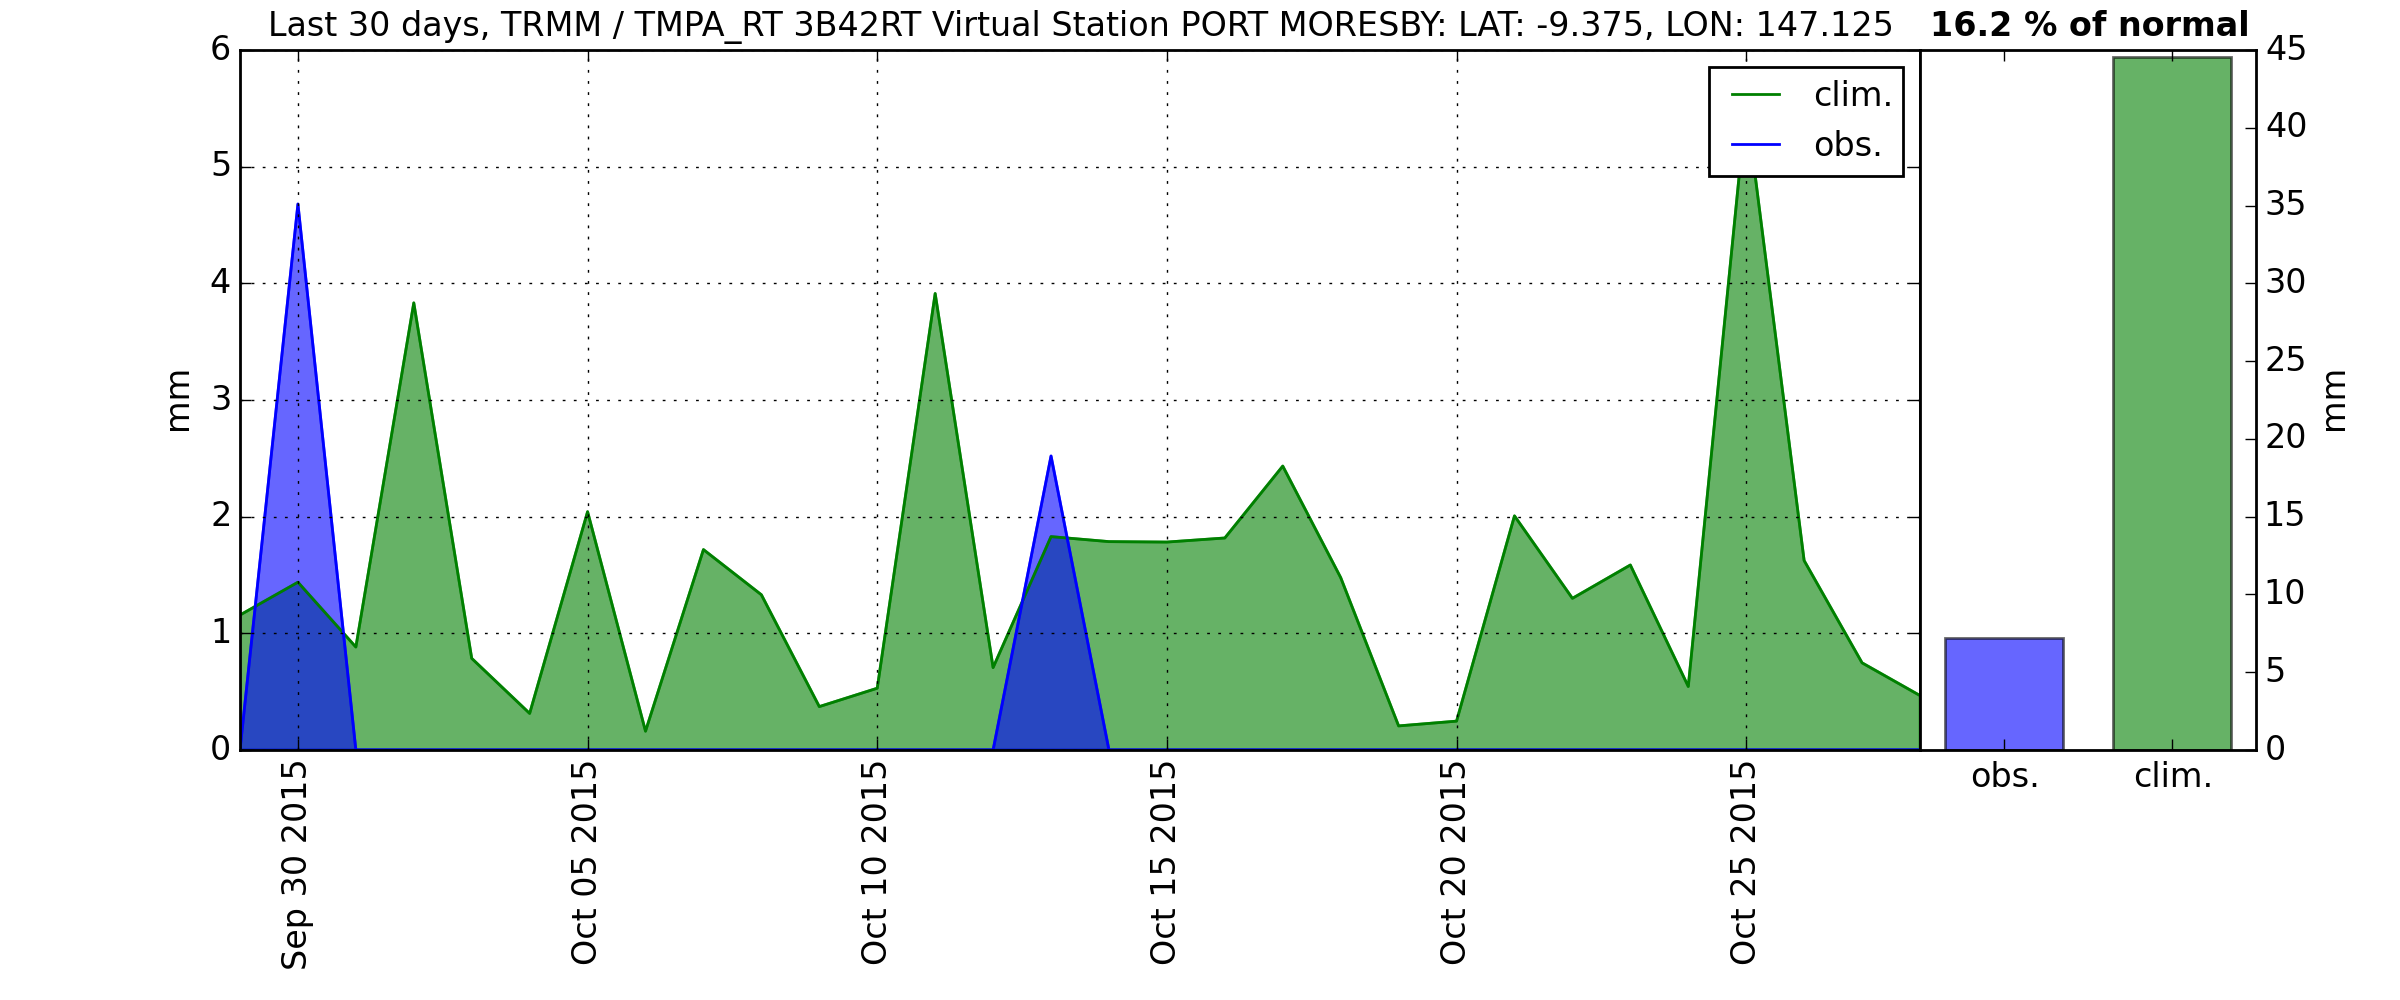 Last 30 days, TRMM / TMPA_RT 3B42RT Virtual Station PORT MORESBY: LAT: -9.375, LON: 147.125
16.2 % of normal
6
5
4
3
2
1
0
mm
clim.
obs.
Sep 30 2015
Oct 05 2015
Oct 10 2015
Oct 15 2015
Oct 20 2015
Oct 25 2015
45
40
35
30
25
20
15
10
5
0
mm
obs.
clim.